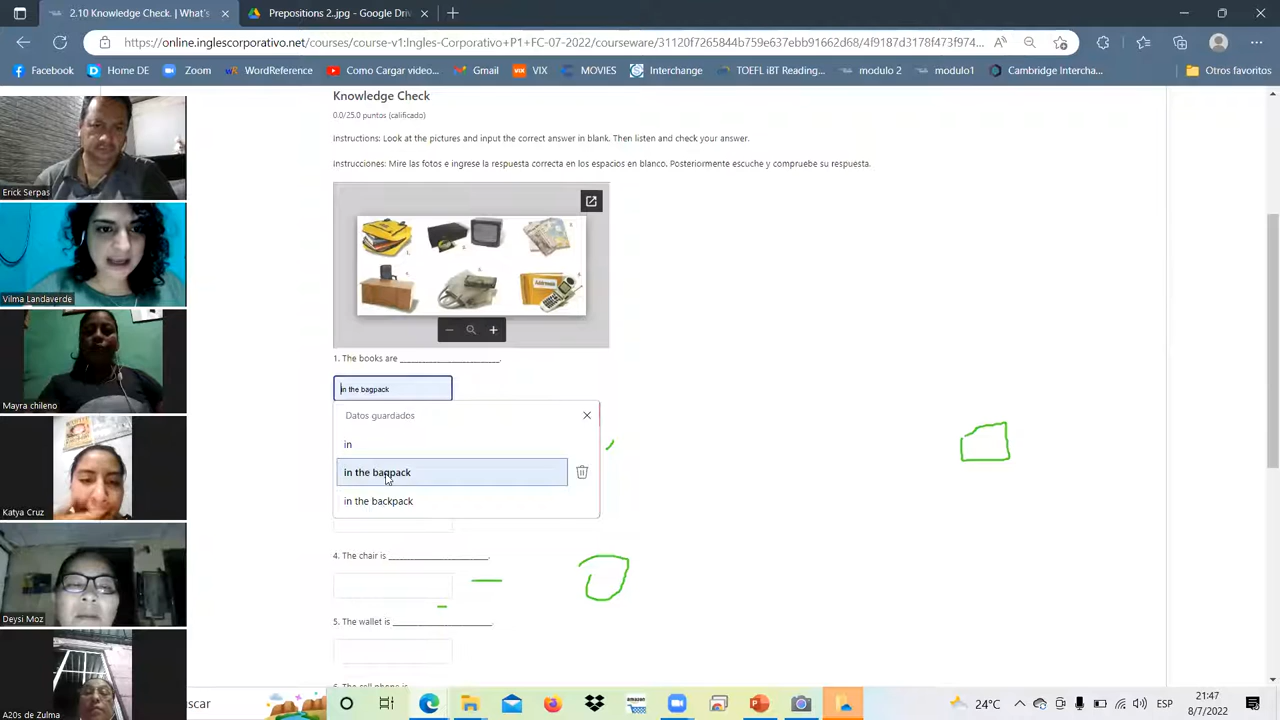 2.10 Knowledge Check. | What's
Prepositions 2.jpg - Google Driv
https://online.inglescorporativo.net/courses/course-v1:Ingles-Corporativo+P1+FC-07-2022/courseware/31120f7265844b759e637ebb91662d68/4f9187d3178f473f974...
Facebook
Home DE
Zoom
WordReference
Como Cargar video...
Gmail
VIX
MOVIES
Interchange
TOEFL iBT Reading...
modulo 2
modulo1
Cambridge Intercha...
Otros favoritos
Knowledge Check
0.0/25.0 puntos (calificado)
Instructions: Look at the pictures and input the correct answer in blank. Then listen and check your answer.
Instrucciones: Mire las fotos e ingrese la respuesta correcta en los espacios en blanco. Posteriormente escuche y compruebe su respuesta.
Addresses
1. The books are ____________________.
in the bagpack
Datos guardados
in
in the bagpack
in the backpack
4. The chair is ____________________.
5. The wallet is ____________________.
Erick Serpas
Vilma Landaverde
Mayra chileno
Katya Cruz
Deysi Moz
A20s de Zulma
scar
24°C
ESP
21:47
8/7/2022